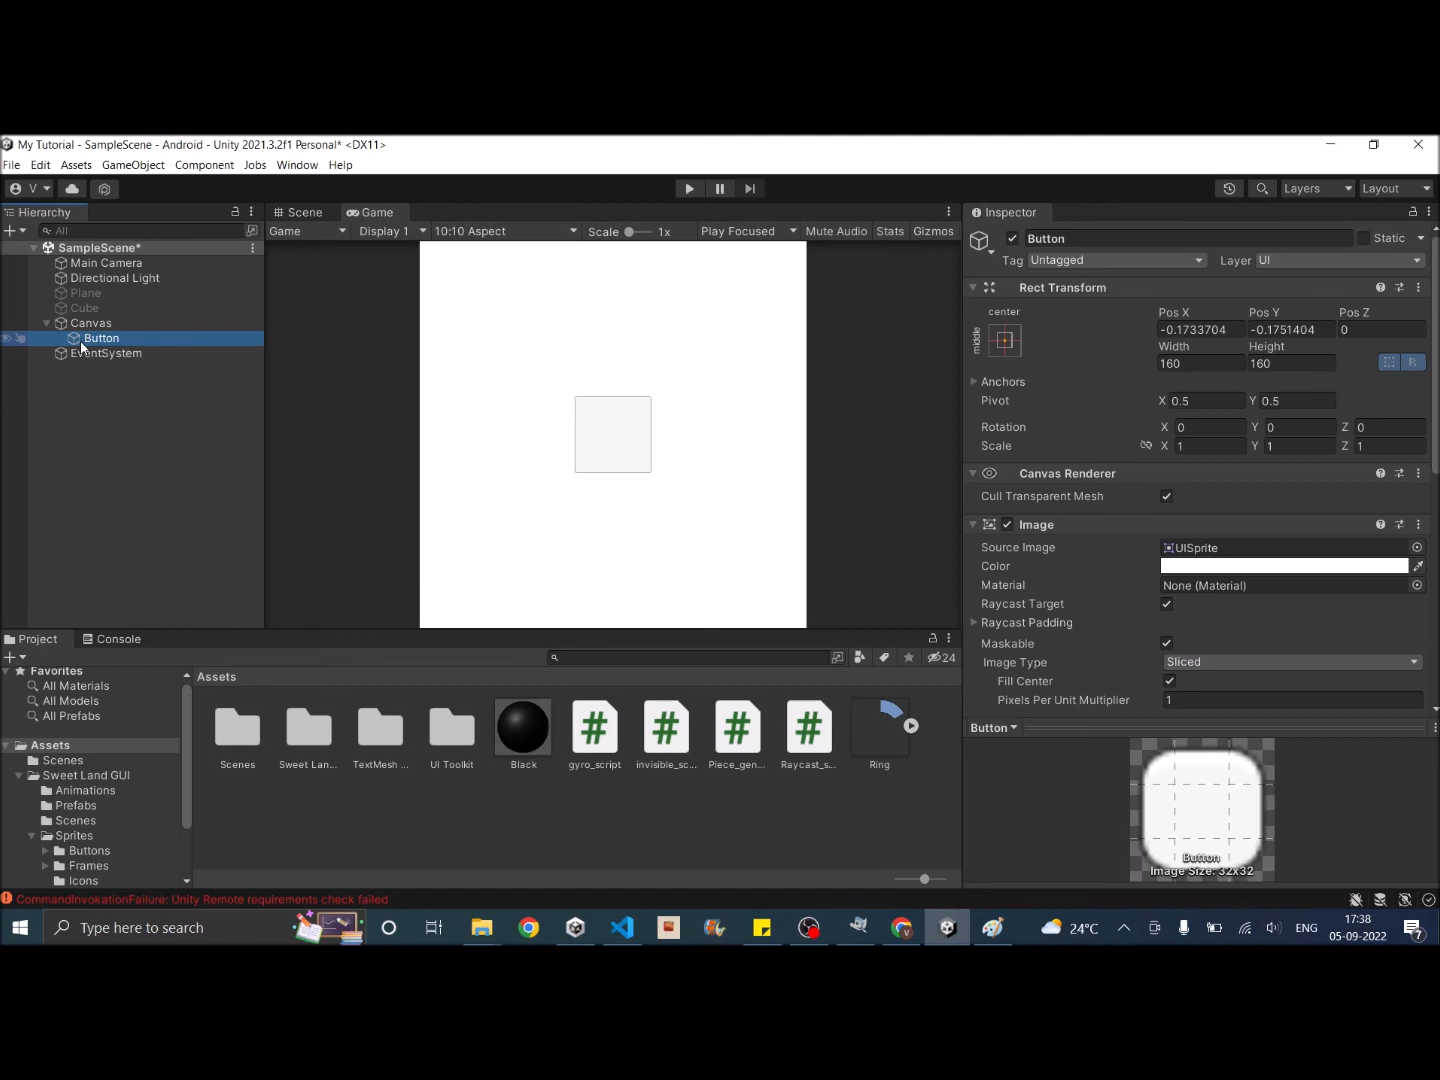 My Tutorial - SampleScene - Android - Unity 2021.3.2f1 Personal* <DX11>
File Edit Assets GameObject Component Jobs Window Help
V Layers Layout
Hierarchy
Scene Game
Inspector
All
Game Display 1 10:10 Aspect Scale 1x Play Focused Mute Audio Stats Gizmos
Button Static
Tag Untagged Layer UI
SampleScene*
Main Camera
Directional Light
Plane
Cube
Canvas
Button
EventSystem
Rect Transform
center
middle
Pos X Pos Y Pos Z
-0.1733704 -0.1751404 0
Width Height
160 160 R
Anchors
Pivot X 0.5 Y 0.5
Rotation X 0 Y 0 Z 0
Scale X 1 Y 1 Z 1
Canvas Renderer
Cull Transparent Mesh
Image
Source Image UISprite
Color
Material None (Material)
Raycast Target
Raycast Padding
Maskable
Image Type Sliced
Fill Center
Pixels Per Unit Multiplier 1
Project Console
24
Favorites
All Materials
All Models
All Prefabs
Assets
Scenes
Sweet Land GUI
Animations
Prefabs
Scenes
Sprites
Buttons
Frames
Icons
Assets
Scenes Sweet Lan... TextMesh ... UI Toolkit Black gyro_script invisible_sc... Piece_gen... Raycast_s... Ring
Button
Button
Image Size: 32x32
CommandInvokationFailure: Unity Remote requirements check failed
Type here to search
24°C
ENG
17:38
05-09-2022
7